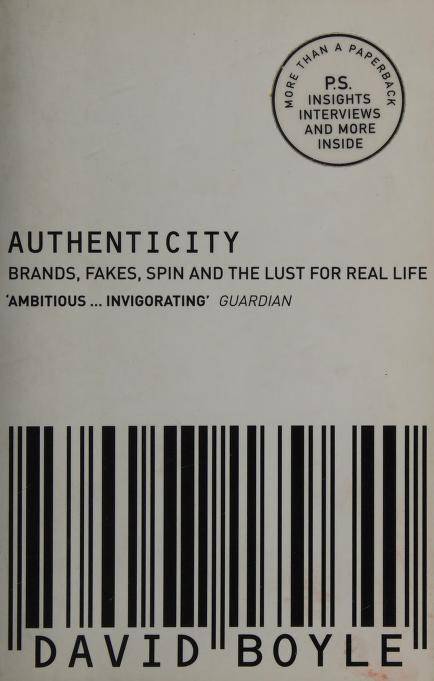 MORE THAN A PAPERBACK
P.S.
INSIGHTS
INTERVIEWS
AND MORE
INSIDE
AUTHENTICITY
BRANDS, FAKES, SPIN AND THE LUST FOR REAL LIFE
'AMBITIOUS ... INVIGORATING' GUARDIAN
DAVID BOYLE